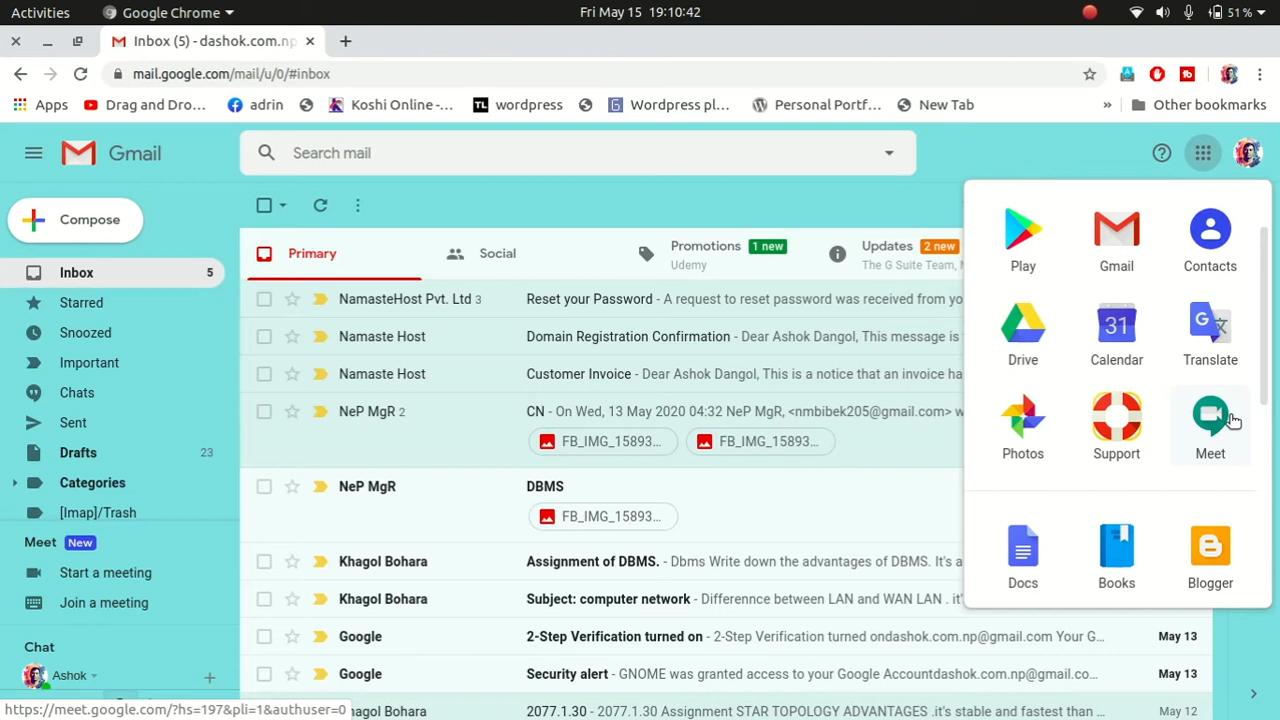 Activities Google Chrome Fri May 15 19:10:42 51%
Inbox (5) - dashok.com.np
mail.google.com/mail/u/0/#inbox
Apps Drag and Dro... adrin Koshi Online -... TL wordpress Wordpress pl... Personal Portf... New Tab » Other bookmarks
Gmail Search mail
Compose
Primary Social Promotions 1 new Updates 2 new
Udemy The G Suite Team,
Inbox 5
Starred
Snoozed
Important
Chats
Sent
Drafts 23
Categories
[Imap]/Trash
Meet New
Start a meeting
Join a meeting
Chat
Ashok
NamasteHost Pvt. Ltd 3 Reset your Password - A request to reset password was received from yo
Namaste Host Domain Registration Confirmation - Dear Ashok Dangol, This message is
Namaste Host Customer Invoice - Dear Ashok Dangol, This is a notice that an invoice ha
NeP MgR 2 CN - On Wed, 13 May 2020 04:32 NeP MgR, <nmbibek205@gmail.com> w
FB_IMG_15893... FB_IMG_15893...
NeP MgR DBMS
FB_IMG_15893...
Khagol Bohara Assignment of DBMS. - Dbms Write down the advantages of DBMS. It's a
Khagol Bohara Subject: computer network - Differencce between LAN and WAN LAN . it'
Google 2-Step Verification turned on - 2-Step Verification turned ondashok.com.np@gmail.com Your G... May 13
Google Security alert - GNOME was granted access to your Google Accountdashok.com.np@gmail.co... May 13
hagol Bohara 2077.1.30 - 2077.1.30 Assignment STAR TOPOLOGY ADVANTAGES .it's stable and fastest than... May 12
Play Gmail Contacts
31
Drive Calendar Translate
Photos Support Meet
Docs Books Blogger
https://meet.google.com/?hs=197&pli=1&authuser=0